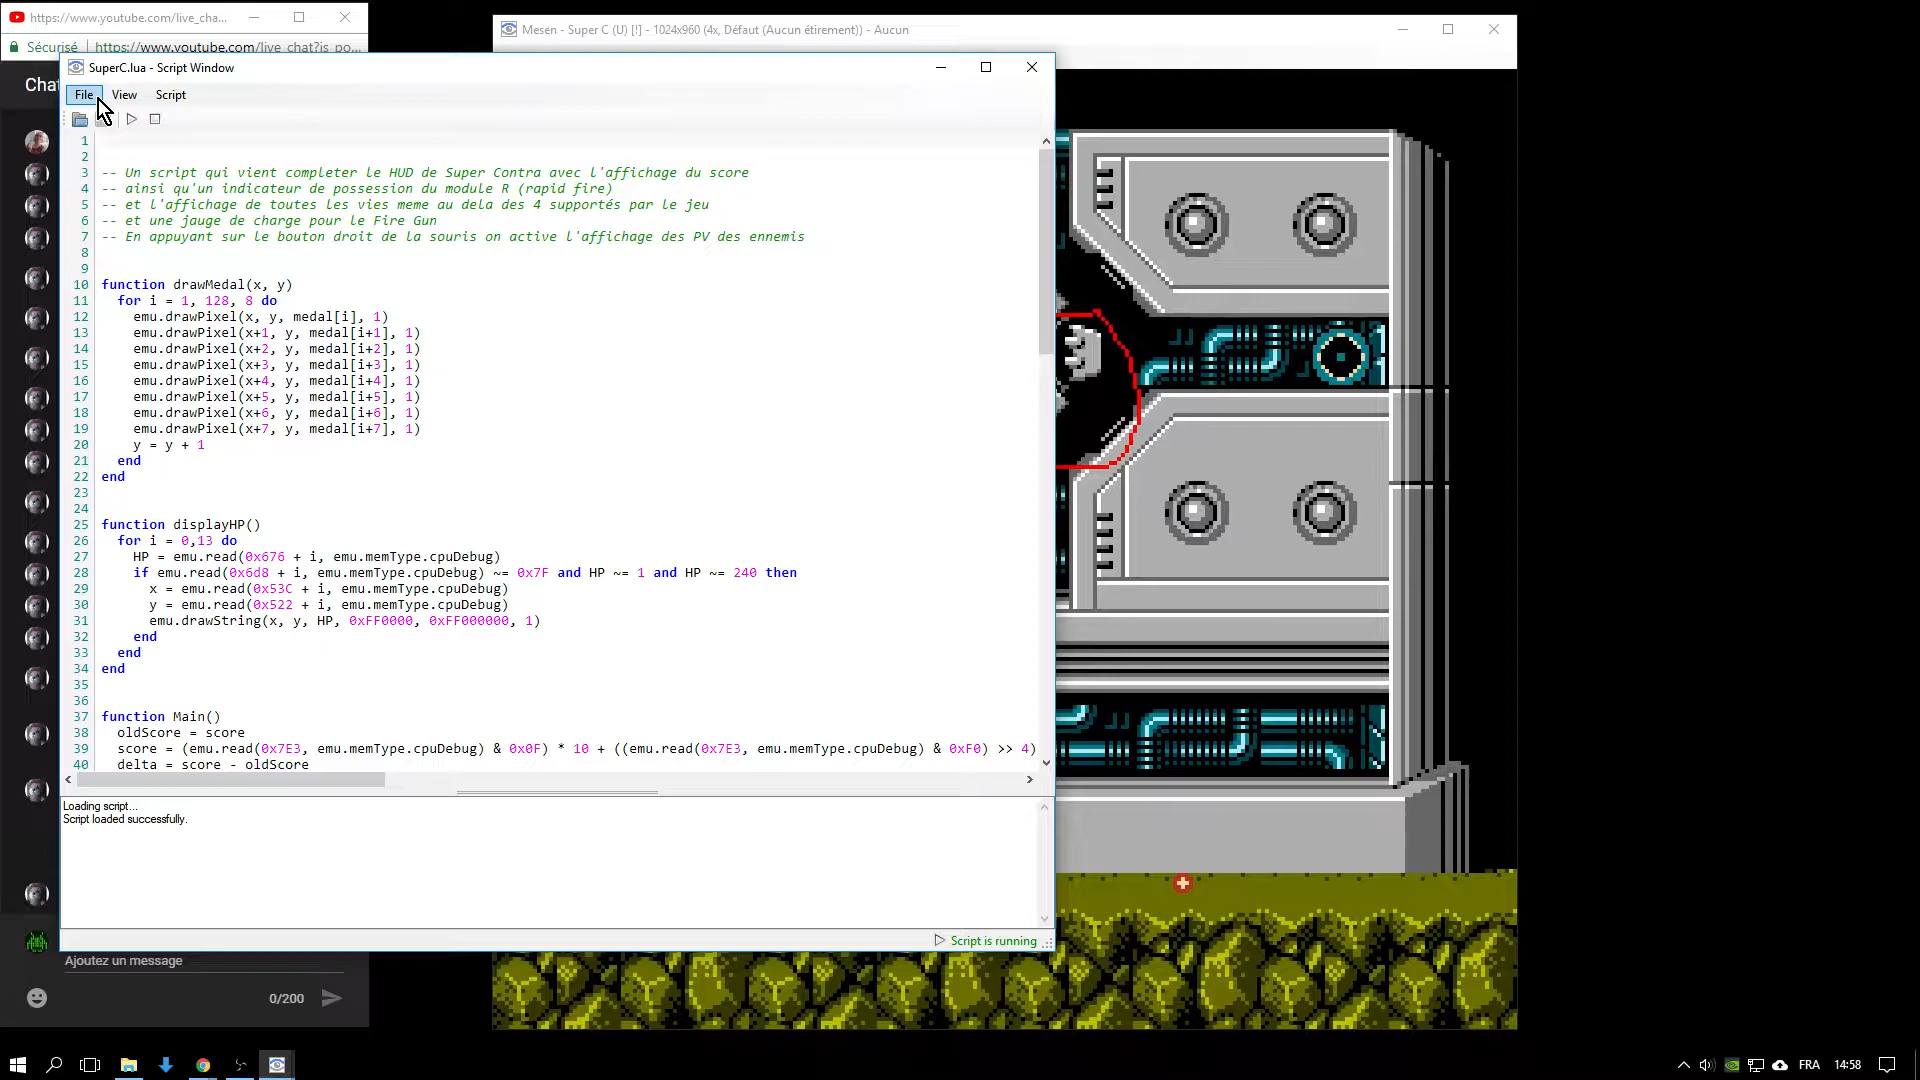 https://www.youtube.com/live_cha...
Sécurisé
https://www.youtube.com/live_chat?is_po...
Mesen - Super C (U) [!] - 1024x960 (4x, Défaut (Aucun étirement)) - Aucun
SuperC.lua - Script Window
File View Script
1
2
3 -- Un script qui vient completer le HUD de Super Contra avec l'affichage du score
4 -- ainsi qu'un indicateur de possession du module R (rapid fire)
5 -- et l'affichage de toutes les vies meme au dela des 4 supportés par le jeu
6 -- et une jauge de charge pour le Fire Gun
7 -- En appuyant sur le bouton droit de la souris on active l'affichage des PV des ennemis
8
9
10 function drawMedal(x, y)
11 for i = 1, 128, 8 do
12 emu.drawPixel(x, y, medal[i], 1)
13 emu.drawPixel(x+1, y, medal[i+1], 1)
14 emu.drawPixel(x+2, y, medal[i+2], 1)
15 emu.drawPixel(x+3, y, medal[i+3], 1)
16 emu.drawPixel(x+4, y, medal[i+4], 1)
17 emu.drawPixel(x+5, y, medal[i+5], 1)
18 emu.drawPixel(x+6, y, medal[i+6], 1)
19 emu.drawPixel(x+7, y, medal[i+7], 1)
20 y = y + 1
21 end
22 end
23
24
25 function displayHP()
26 for i = 0,13 do
27 HP = emu.read(0x676 + i, emu.memType.cpuDebug)
28 if emu.read(0x6d8 + i, emu.memType.cpuDebug) ~= 0x7F and HP ~= 1 and HP ~= 240 then
29 x = emu.read(0x53C + i, emu.memType.cpuDebug)
30 y = emu.read(0x522 + i, emu.memType.cpuDebug)
31 emu.drawString(x, y, HP, 0xFF0000, 0xFF000000, 1)
32 end
33 end
34 end
35
36
37 function Main()
38 oldScore = score
39 score = (emu.read(0x7E3, emu.memType.cpuDebug) & 0x0F) * 10 + ((emu.read(0x7E3, emu.memType.cpuDebug) & 0xF0) >> 4)
40 delta = score - oldScore
Loading script...
Script loaded successfully.
Script is running
Chat
Ajoutez un message
0/200
FRA
14:58